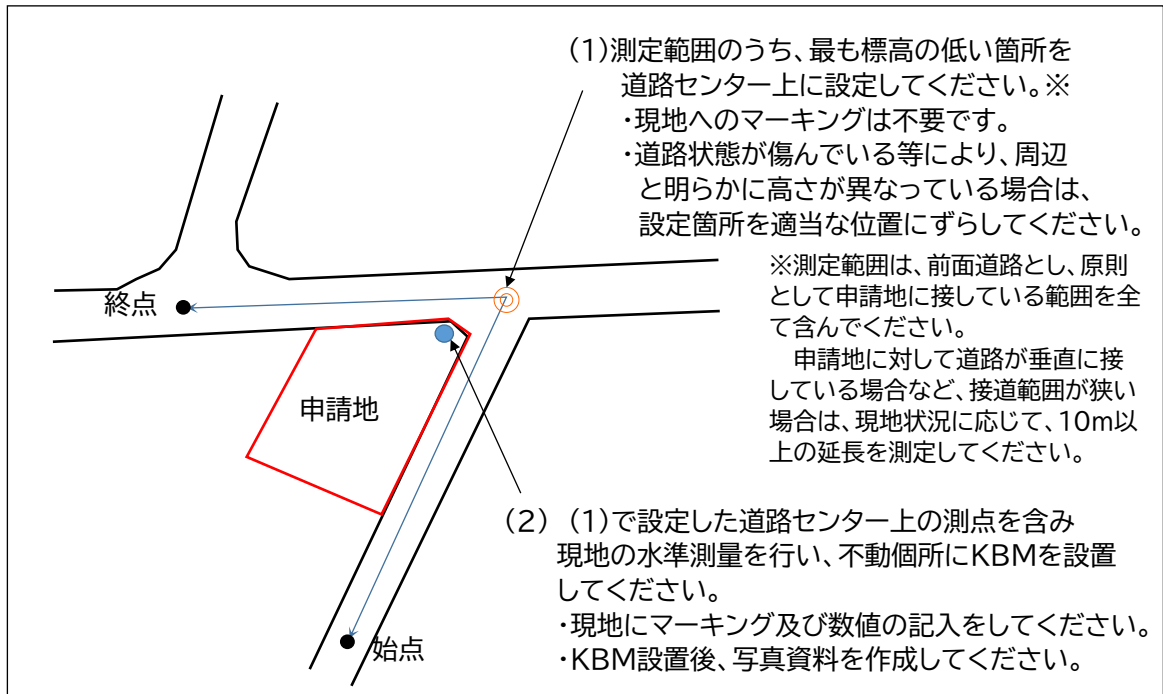 (1)測定範囲のうち、最も標高の低い箇所を
道路センター上に設定してください。※
・現地へのマーキングは不要です。
・道路状態が傷んでいる等により、周辺
と明らかに高さが異なっている場合は、
設定箇所を適当な位置にずらしてください。
※測定範囲は、前面道路とし、原則
として申請地に接している範囲を全
て含んでください。
申請地に対して道路が垂直に接
している場合など、接道範囲が狭い
場合は、現地状況に応じて、10m以
上の延長を測定してください。
終点
申請地
(2) (1)で設定した道路センター上の測点を含み
現地の水準測量を行い、不動個所にKBMを設置
してください。
・現地にマーキング及び数値の記入をしてください。
・KBM設置後、写真資料を作成してください。
始点